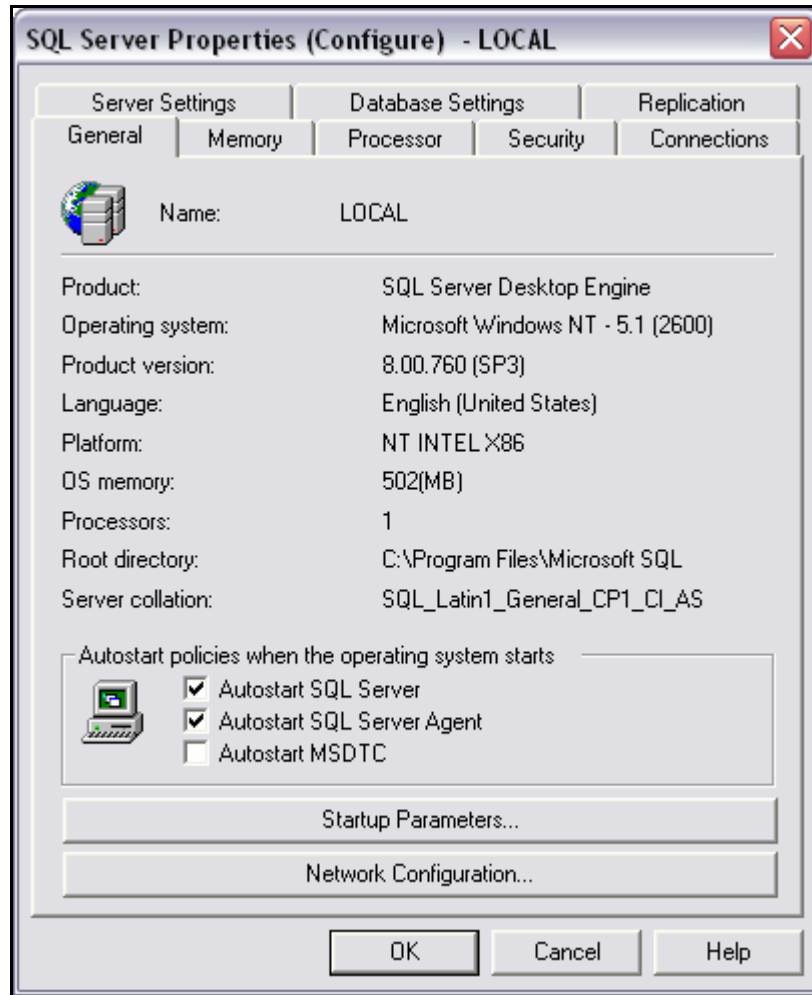 SQL Server Properties (Configure) - LOCAL
Server Settings Database Settings Replication
General Memory Processor Security Connections
Name: LOCAL
Product: SQL Server Desktop Engine
Operating system: Microsoft Windows NT - 5.1 (2600)
Product version: 8.00.760 (SP3)
Language: English (United States)
Platform: NT INTEL X86
OS memory: 502(MB)
Processors: 1
Root directory: C:\Program Files\Microsoft SQL
Server collation: SQL_Latin1_General_CP1_CI_AS
Autostart policies when the operating system starts
Autostart SQL Server
Autostart SQL Server Agent
Autostart MSDTC
Startup Parameters...
Network Configuration...
OK Cancel Help